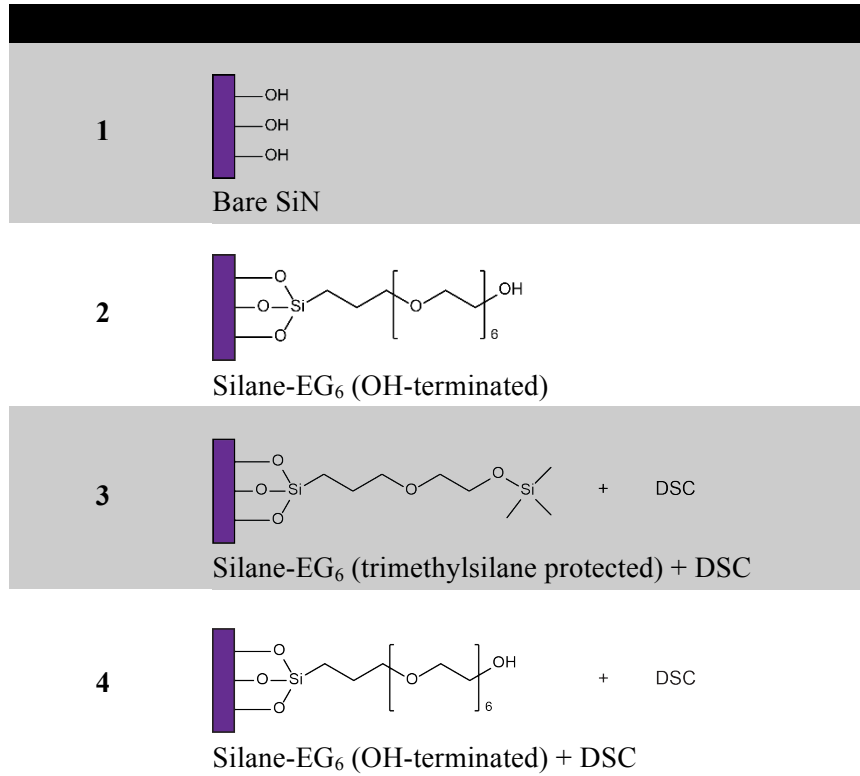 OH
OH
1
OH
Bare SiN
O
OH
2
O Si O
O 6
Silane-EG₆ (OH-terminated)
O O
3
O Si O Si + DSC
O
Silane-EG₆ (trimethylsilane protected) + DSC
O
OH
4
O Si O + DSC
O 6
Silane-EG₆ (OH-terminated) + DSC